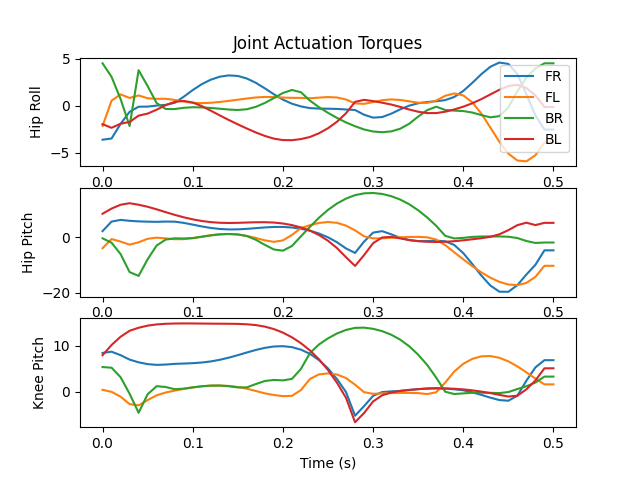 Joint Actuation Torques
Hip Roll
5
0
−5
FR
FL
BR
BL
0.0 0.1 0.2 0.3 0.4 0.5
Hip Pitch
0
−20
0.0 0.1 0.2 0.3 0.4 0.5
Knee Pitch
10
0
0.0 0.1 0.2 0.3 0.4 0.5
Time (s)